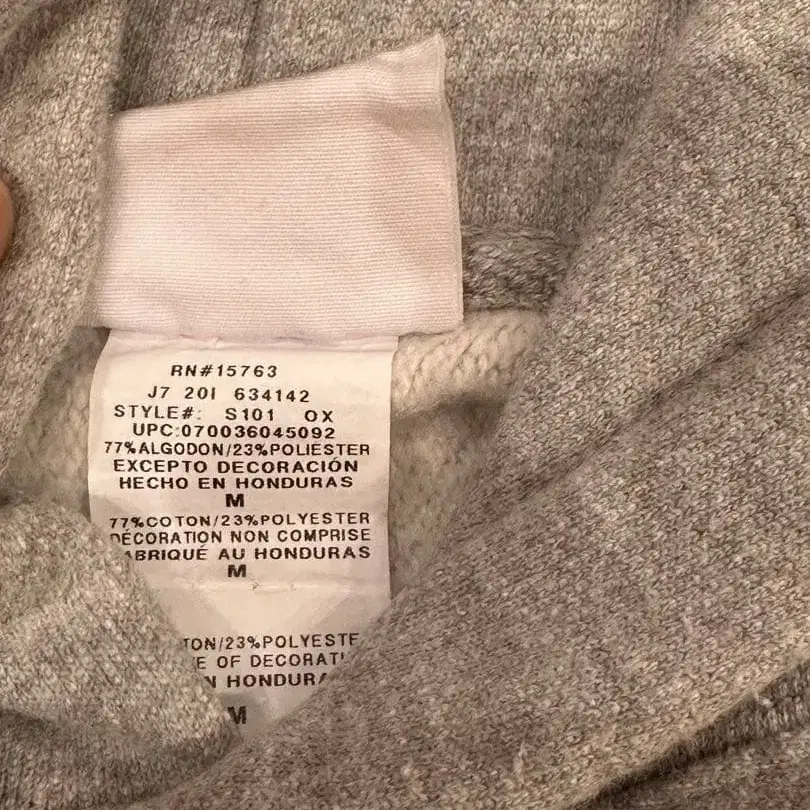 RN#15763
J7 20I 634142
STYLE#: S101 OX
UPC:070036045092
77%ALGODON/23%POLIESTER
EXCEPTO DECORACIÓN
HECHO EN HONDURAS
M
77%COTON/23%POLYESTER
DÉCORATION NON COMPRISE
ABRIQUÉ AU HONDURAS
M
TON/23%POLYESTE
E OF DECORATI
N HONDURA
M